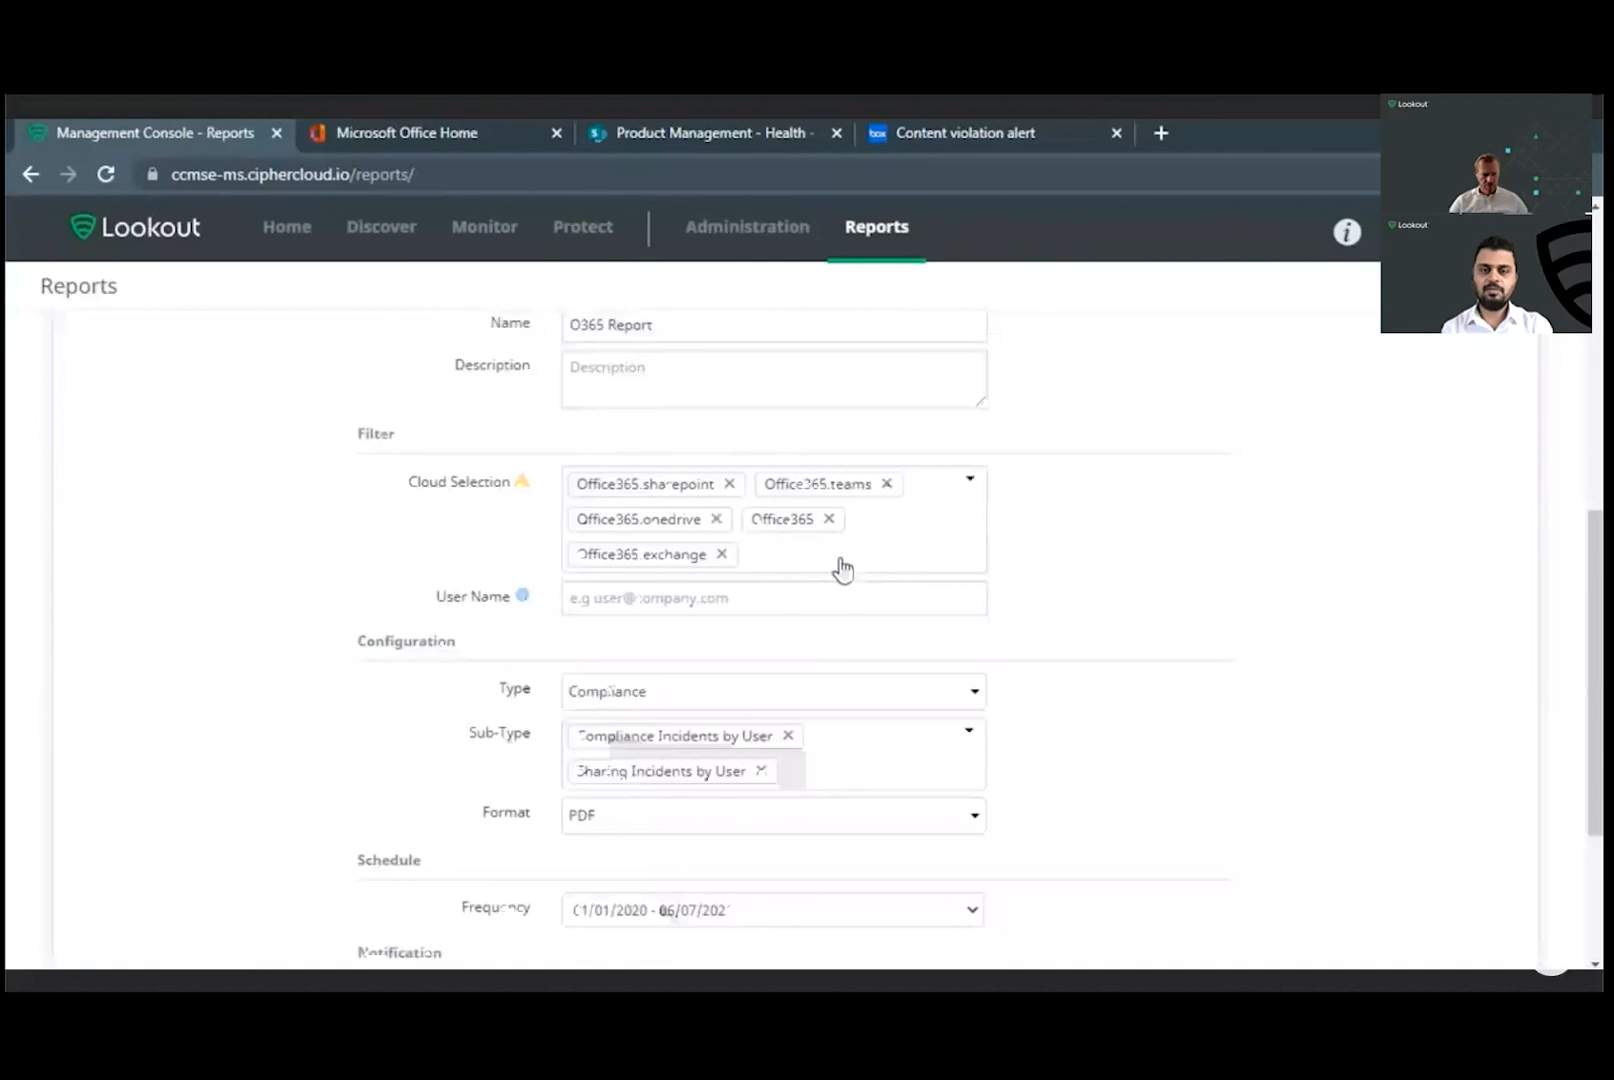 Lookout
Management Console - Reports
Microsoft Office Home
Product Management - Health -
box
Content violation alert
ccmse-ms.ciphercloud.io/reports/
Lookout
Home
Discover
Monitor
Protect
Administration
Reports
Lookout
Reports
Name
O365 Report
Description
Description
Filter
Cloud Selection
Office365.sharepoint
Office365.teams
Office365.onedrive
Office365
Office365.exchange
User Name
e.g user@company.com
Configuration
Type
Compliance
Sub-Type
Compliance Incidents by User
Sharing Incidents by User
Format
PDF
Schedule
Frequency
01/01/2020 - 06/07/2021
Notification